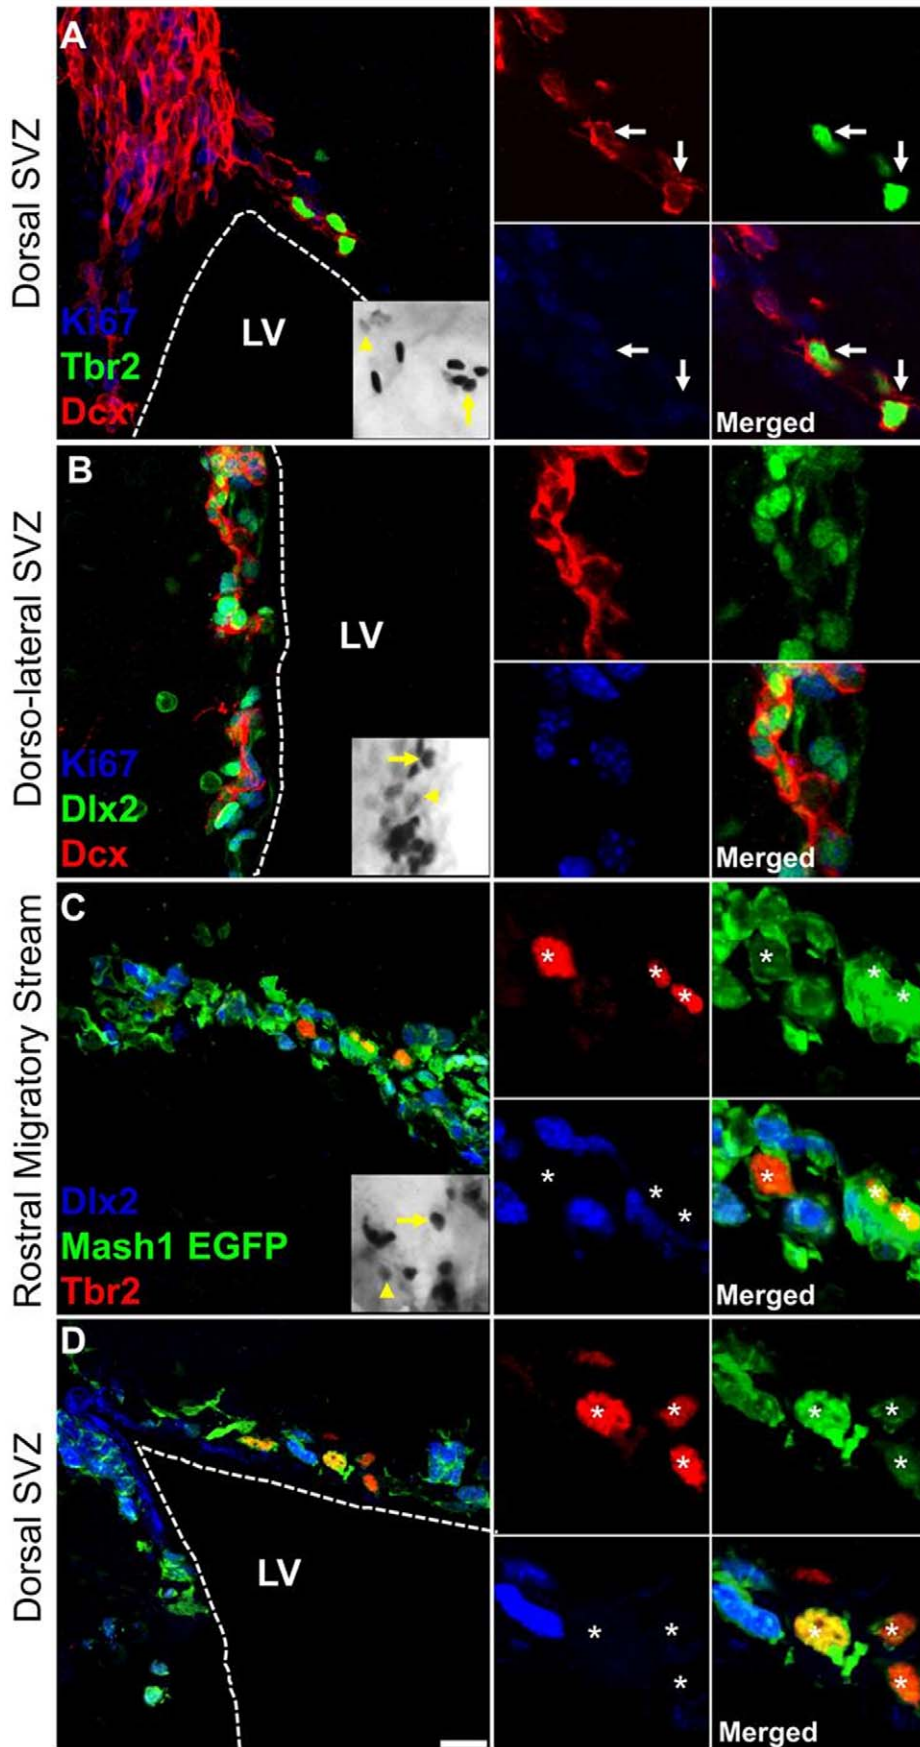 Dorsal SVZ
A
LV
Ki67
Tbr2
Dcx
Merged
Dorso-lateral SVZ
B
LV
Ki67
Dlx2
Dcx
Merged
Rostral Migratory Stream
C
Dlx2
Mash1 EGFP
Tbr2
* * *
* * *
* * *
* * *
Merged
Dorsal SVZ
D
LV
* * *
* * *
* * *
* * *
Merged